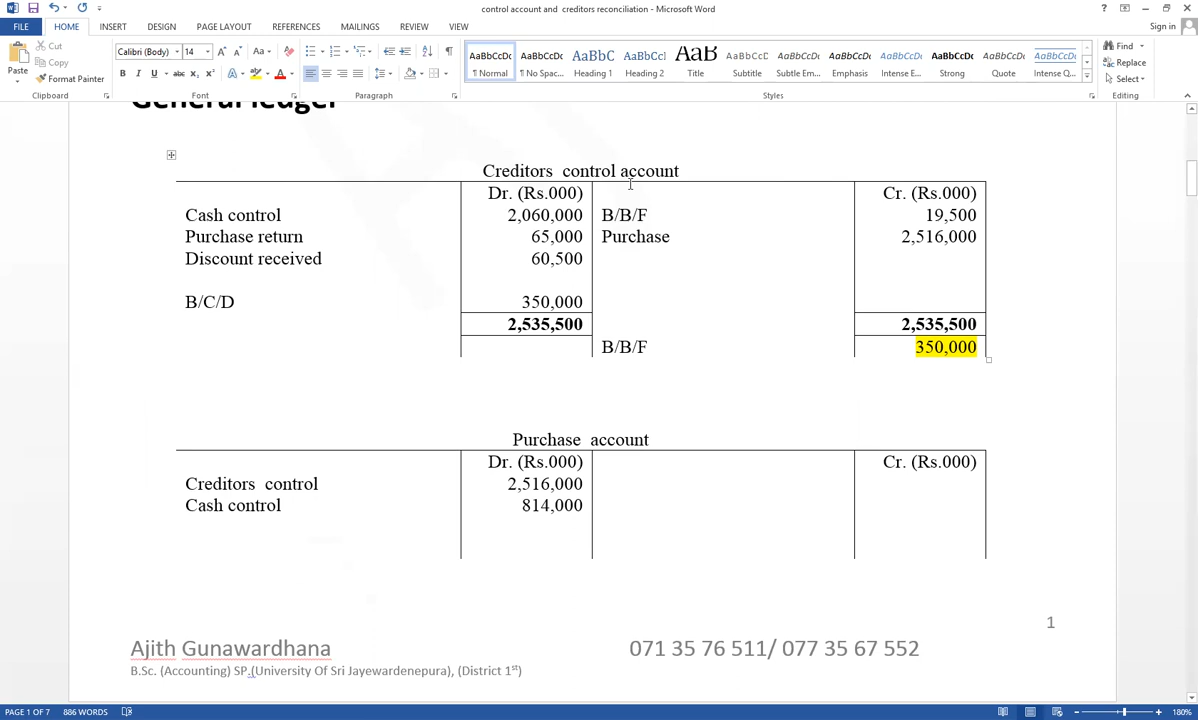 control account and creditors reconciliation - Microsoft Word
Sign in
FILE HOME INSERT DESIGN PAGE LAYOUT REFERENCES MAILINGS REVIEW VIEW
Paste
Cut
Copy
Format Painter
Calibri (Body) 14
AaBbCcDc AaBbCcDc AaBbC AaBbCcI AaB AaBbCcD AaBbCcDc AaBbCcDc AaBbCcDc AaBbCcDc AaBbCcDc AaBbCcDc
¶ Normal ¶ No Spac... Heading 1 Heading 2 Title Subtitle Subtle Em... Emphasis Intense E... Strong Quote Intense Q...
Find
Replace
Select
Clipboard Font Paragraph Styles Editing
General ledger
Creditors control account
Dr. (Rs.000) Cr. (Rs.000)
Cash control 2,060,000 B/B/F 19,500
Purchase return 65,000 Purchase 2,516,000
Discount received 60,500
B/C/D 350,000
2,535,500 2,535,500
B/B/F 350,000
Purchase account
Dr. (Rs.000) Cr. (Rs.000)
Creditors control 2,516,000
Cash control 814,000
1
Ajith Gunawardhana 071 35 76 511/ 077 35 67 552
B.Sc. (Accounting) SP.(University Of Sri Jayewardenepura), (District 1st)
PAGE 1 OF 7 886 WORDS 180%